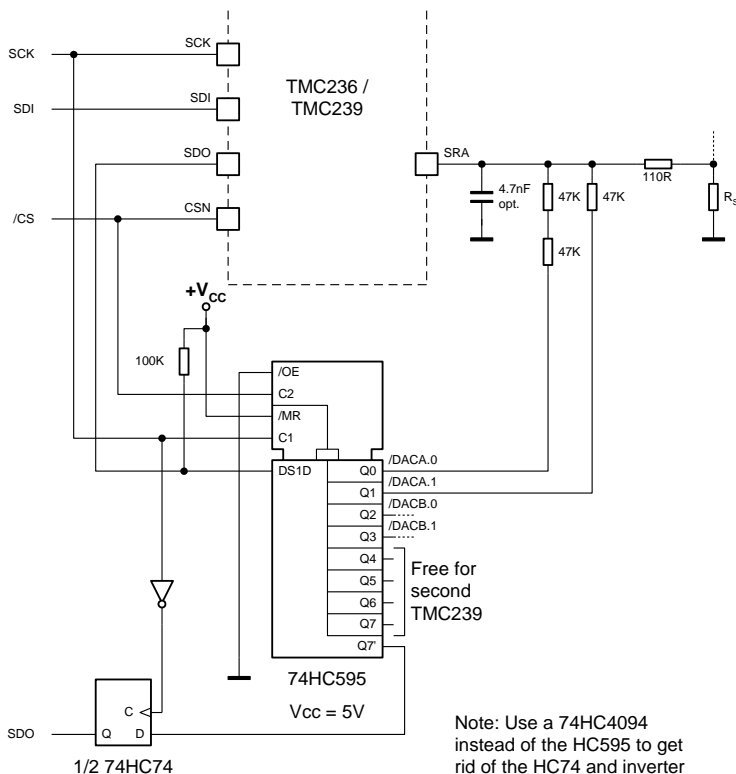 SCK
SCK
TMC236 /
TMC239
SDI
SDI
SDO
SRA
110R
4.7nF
opt.
47K
47K
RS
/CS
CSN
47K
+VCC
100K
/OE
C2
/MR
C1
DS1D
Q0
/DACA.0
Q1
/DACA.1
Q2
/DACB.0
Q3
/DACB.1
Q4
Q5
Q6
Q7
Free for
second
TMC239
Q7'
74HC595
Vcc = 5V
C
SDO
Q
D
1/2 74HC74
Note: Use a 74HC4094
instead of the HC595 to get
rid of the HC74 and inverter